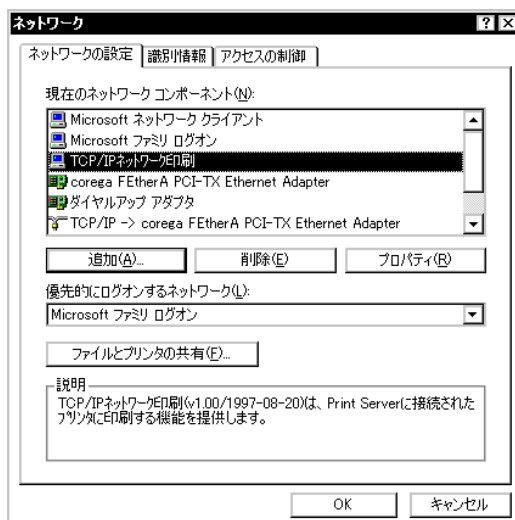 ネットワーク
ネットワークの設定 識別情報 アクセスの制御
現在のネットワーク コンポーネント(N):
Microsoft ネットワーク クライアント
Microsoft ファミリ ログオン
TCP/IPネットワーク印刷
corega FEtherA PCI-TX Ethernet Adapter
ダイヤルアップ アダプタ
TCP/IP -> corega FEtherA PCI-TX Ethernet Adapter
追加(A)... 削除(E) プロパティ(R)
優先的にログオンするネットワーク(L):
Microsoft ファミリ ログオン
ファイルとプリンタの共有(F)...
説明
TCP/IPネットワーク印刷(v1.00/1997-08-20)は、Print Serverに接続された
プリンタに印刷する機能を提供します。
OK キャンセル